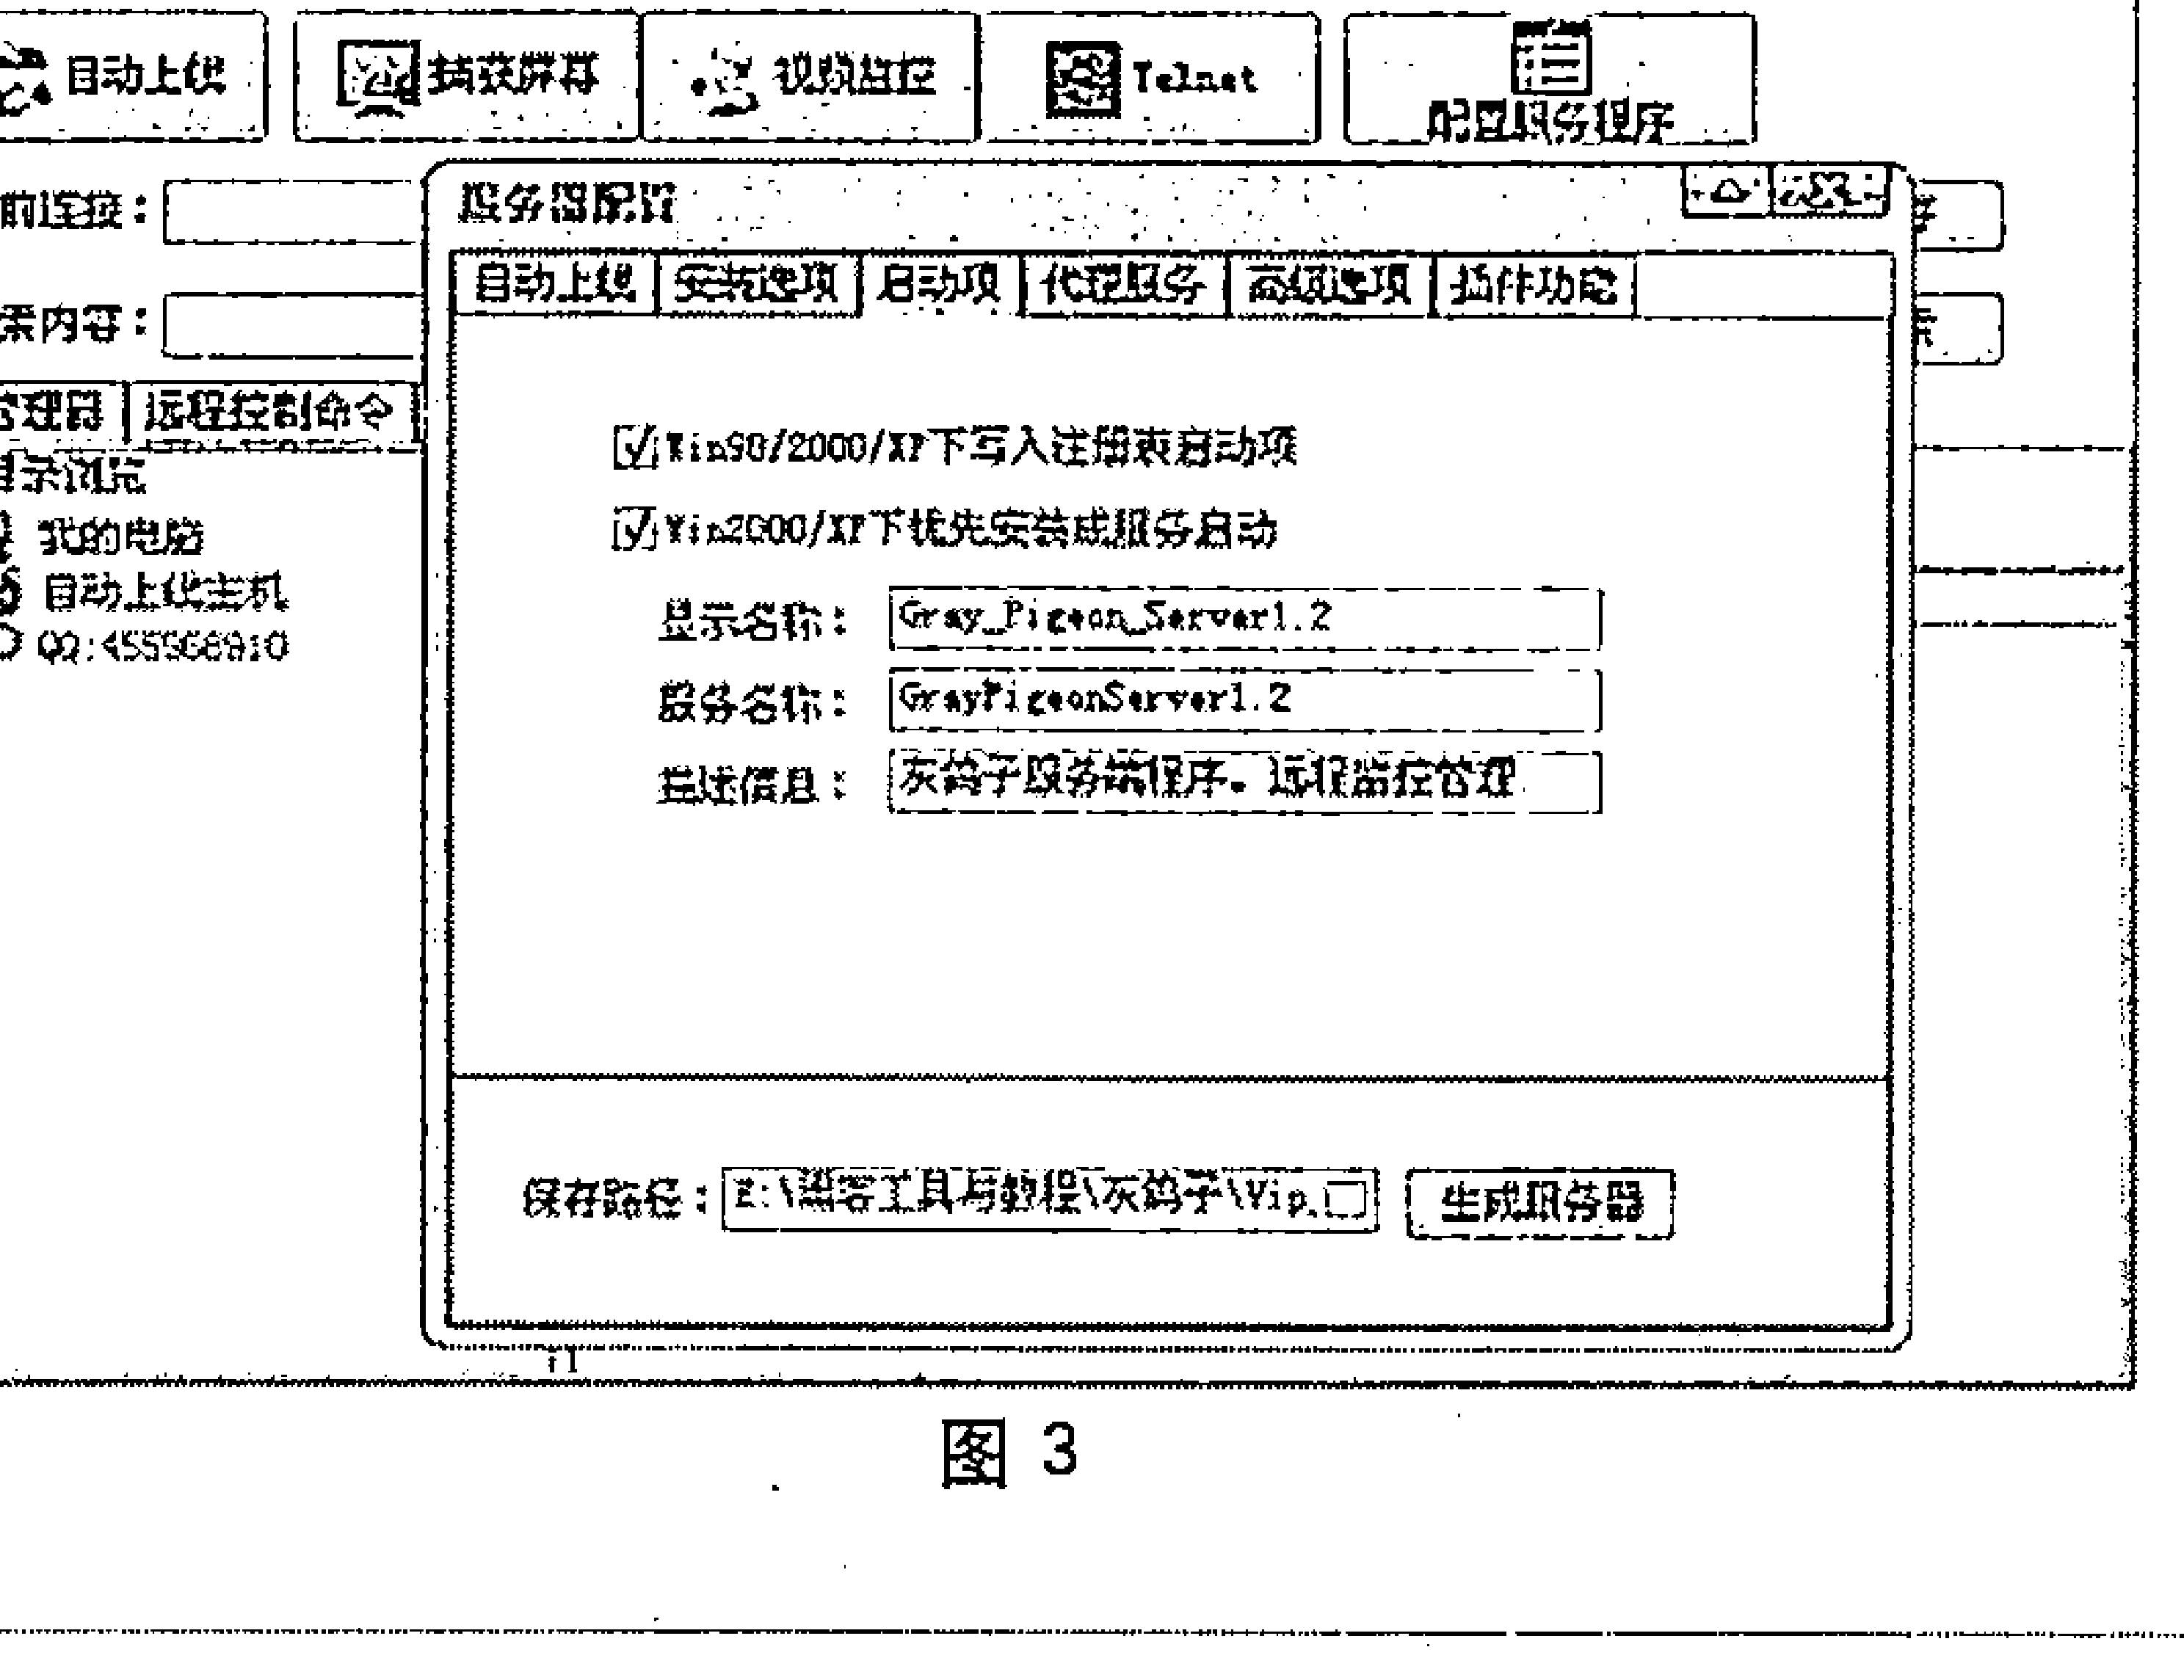 自动上线
捕获屏幕
视频监控
Telnet
配置服务程序
前连接：
服务器配置
自动上线
安装选项
启动项
代理服务
高级选项
插件功能
索内容：
管理器
远程控制命令
目录浏览
我的电脑
自动上线主机
Win98/2000/XP下写入注册表启动项
Win2000/XP下优先安装成服务启动
显示名称：
Gray_Pigeon_Server1.2
服务名称：
GrayPigeonServer1.2
描述信息：
灰鸽子服务端程序。远程监控管理
保存路径：
E:\黑客工具与教程\灰鸽子\Vip
生成服务器
图 3